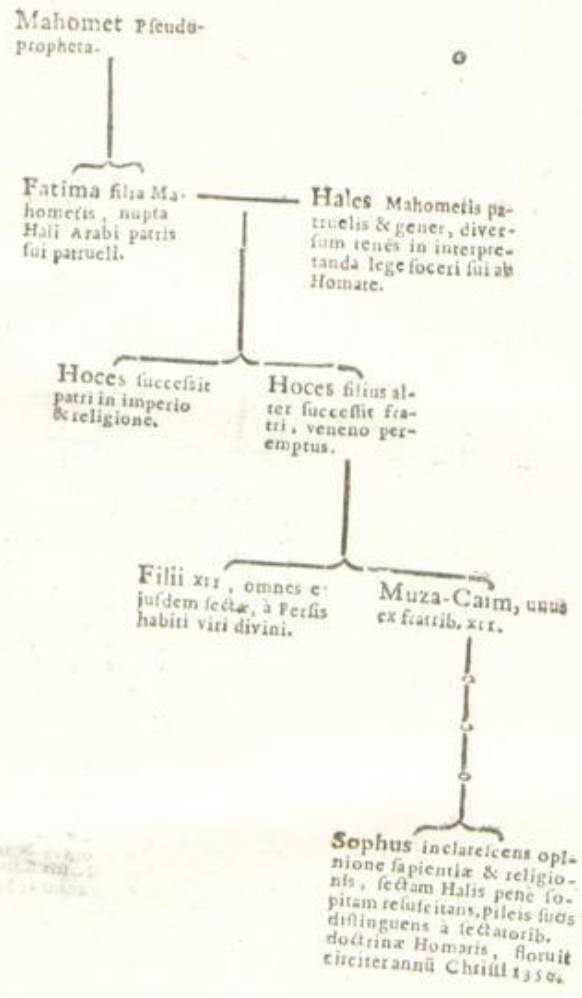 Mahomet Pſeudo-
propheta.
Fatima filia Ma-
hometis, nupta
Hali Arabi patris
ſui patrueli.
Hales Mahometis pa-
truelis & gener, diver-
ſum tenēs in interpre-
tanda lege ſoceri ſui ab
Homare.
Hoces ſucceſsit
patri in imperio
& religione.
Hoces filius al-
ter ſucceſſit fra-
tri, veneno per-
emptus.
Filii XII, omnes e-
juſdem ſectæ, à Perſis
habiti viri divini.
Muza-Caim, unus
ex fratrib. XII.
Sophus inclareſcens opi-
nione ſapientiæ & religio-
nis, ſectam Halis penè ſo-
pitam reſuſcitans, pileis ſuos
diſtinguens à ſectatorib.
doctrinæ Homaris, floruit
circiter annū Chriſti 1350.